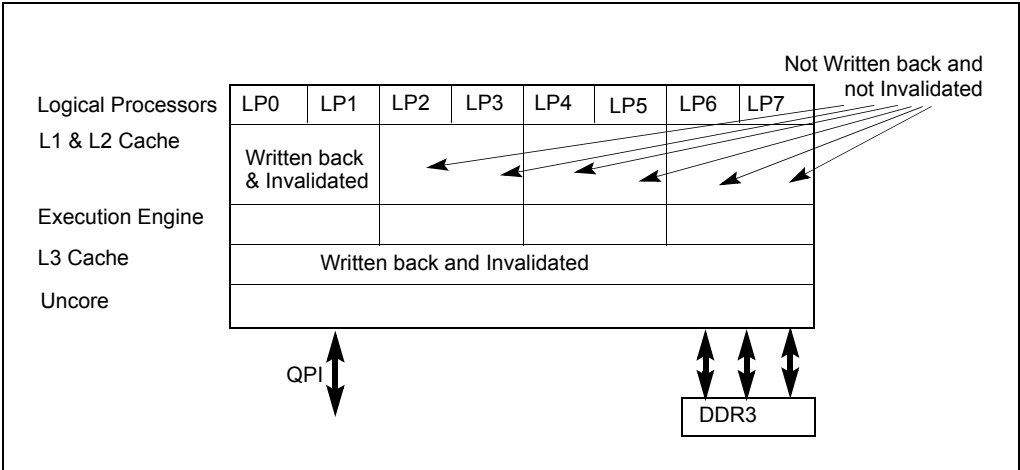 Not Written back and
not Invalidated
Logical Processors LP0 LP1 LP2 LP3 LP4 LP5 LP6 LP7
L1 & L2 Cache
Written back
& Invalidated
Execution Engine
L3 Cache Written back and Invalidated
Uncore
QPI
DDR3